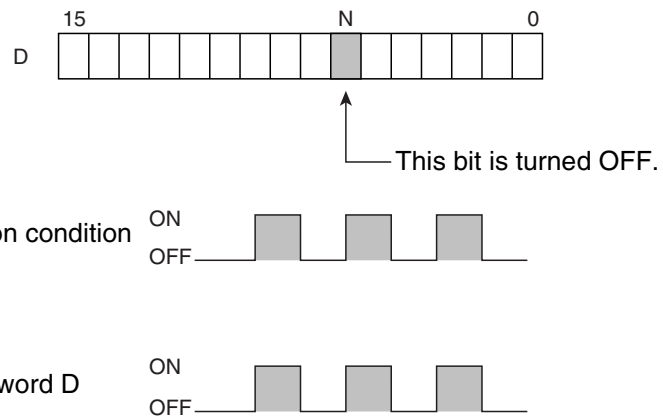 15 N 0
D
This bit is turned OFF.
on condition ON
OFF
word D ON
OFF